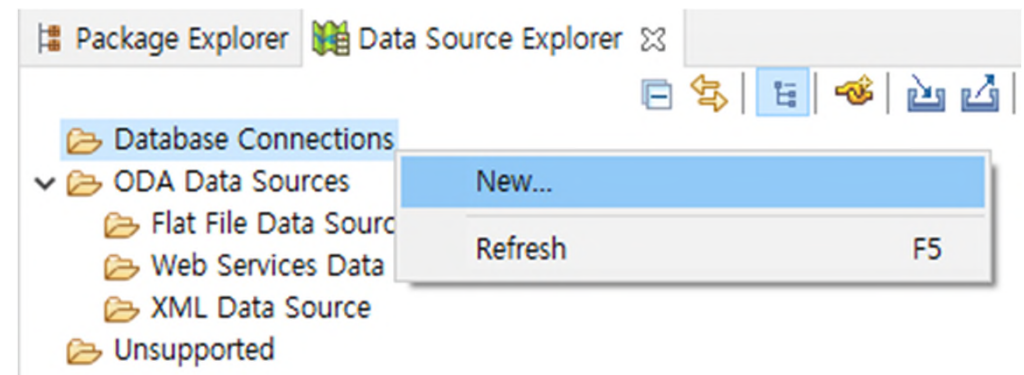 Package Explorer Data Source Explorer
Database Connections
New...
ODA Data Sources
Flat File Data Sourc
Refresh F5
Web Services Data
XML Data Source
Unsupported